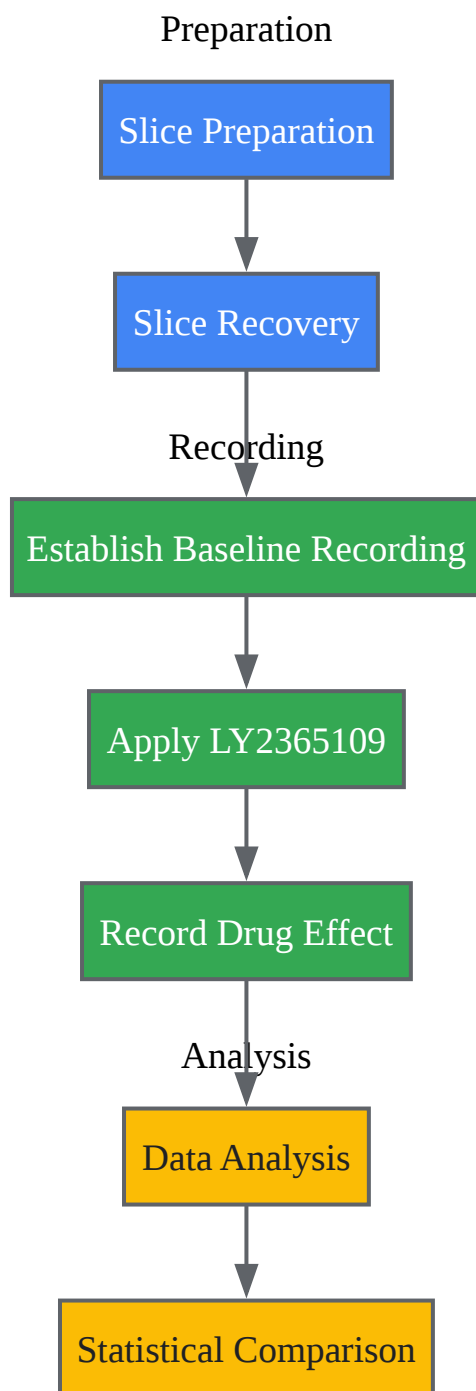 Preparation
Slice Preparation
Slice Recovery
Recording
Establish Baseline Recording
Apply LY2365109
Record Drug Effect
Analysis
Data Analysis
Statistical Comparison